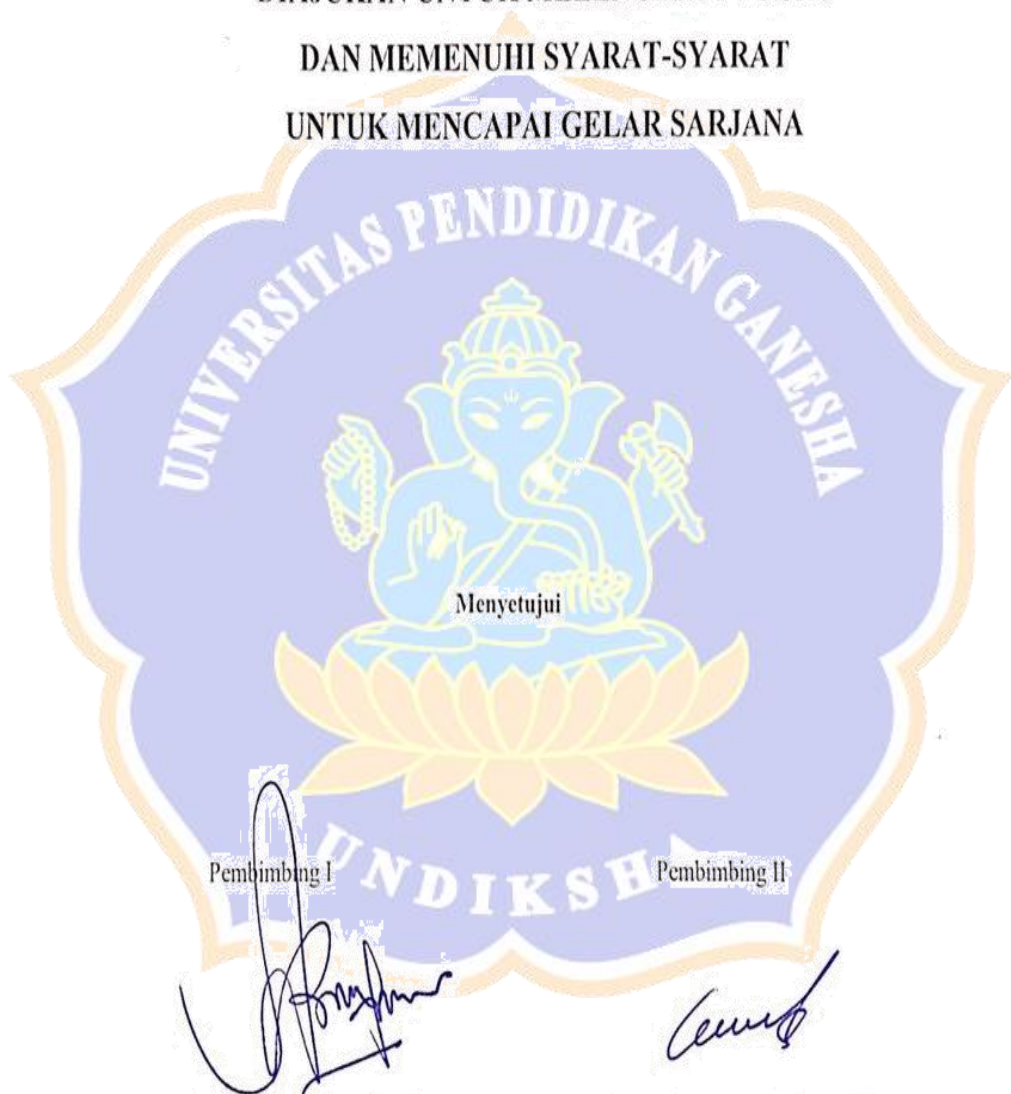 DAN MEMENUHI SYARAT-SYARAT
UNTUK MENCAPAI GELAR SARJANA
UNIVERSITAS PENDIDIKAN GANESHA
Menyetujui
UNDIKSHA
Pembimbing I Pembimbing II